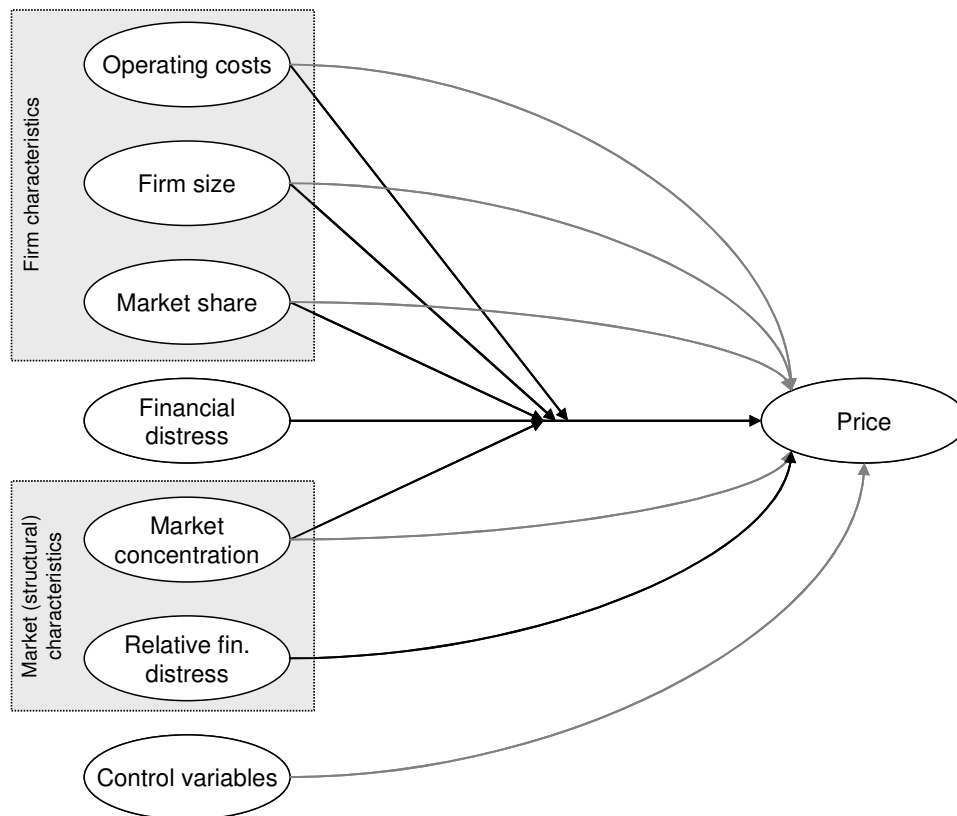 Firm characteristics
Operating costs
Firm size
Market share
Financial
distress
Price
Market (structural)
characteristics
Market
concentration
Relative fin.
distress
Control variables